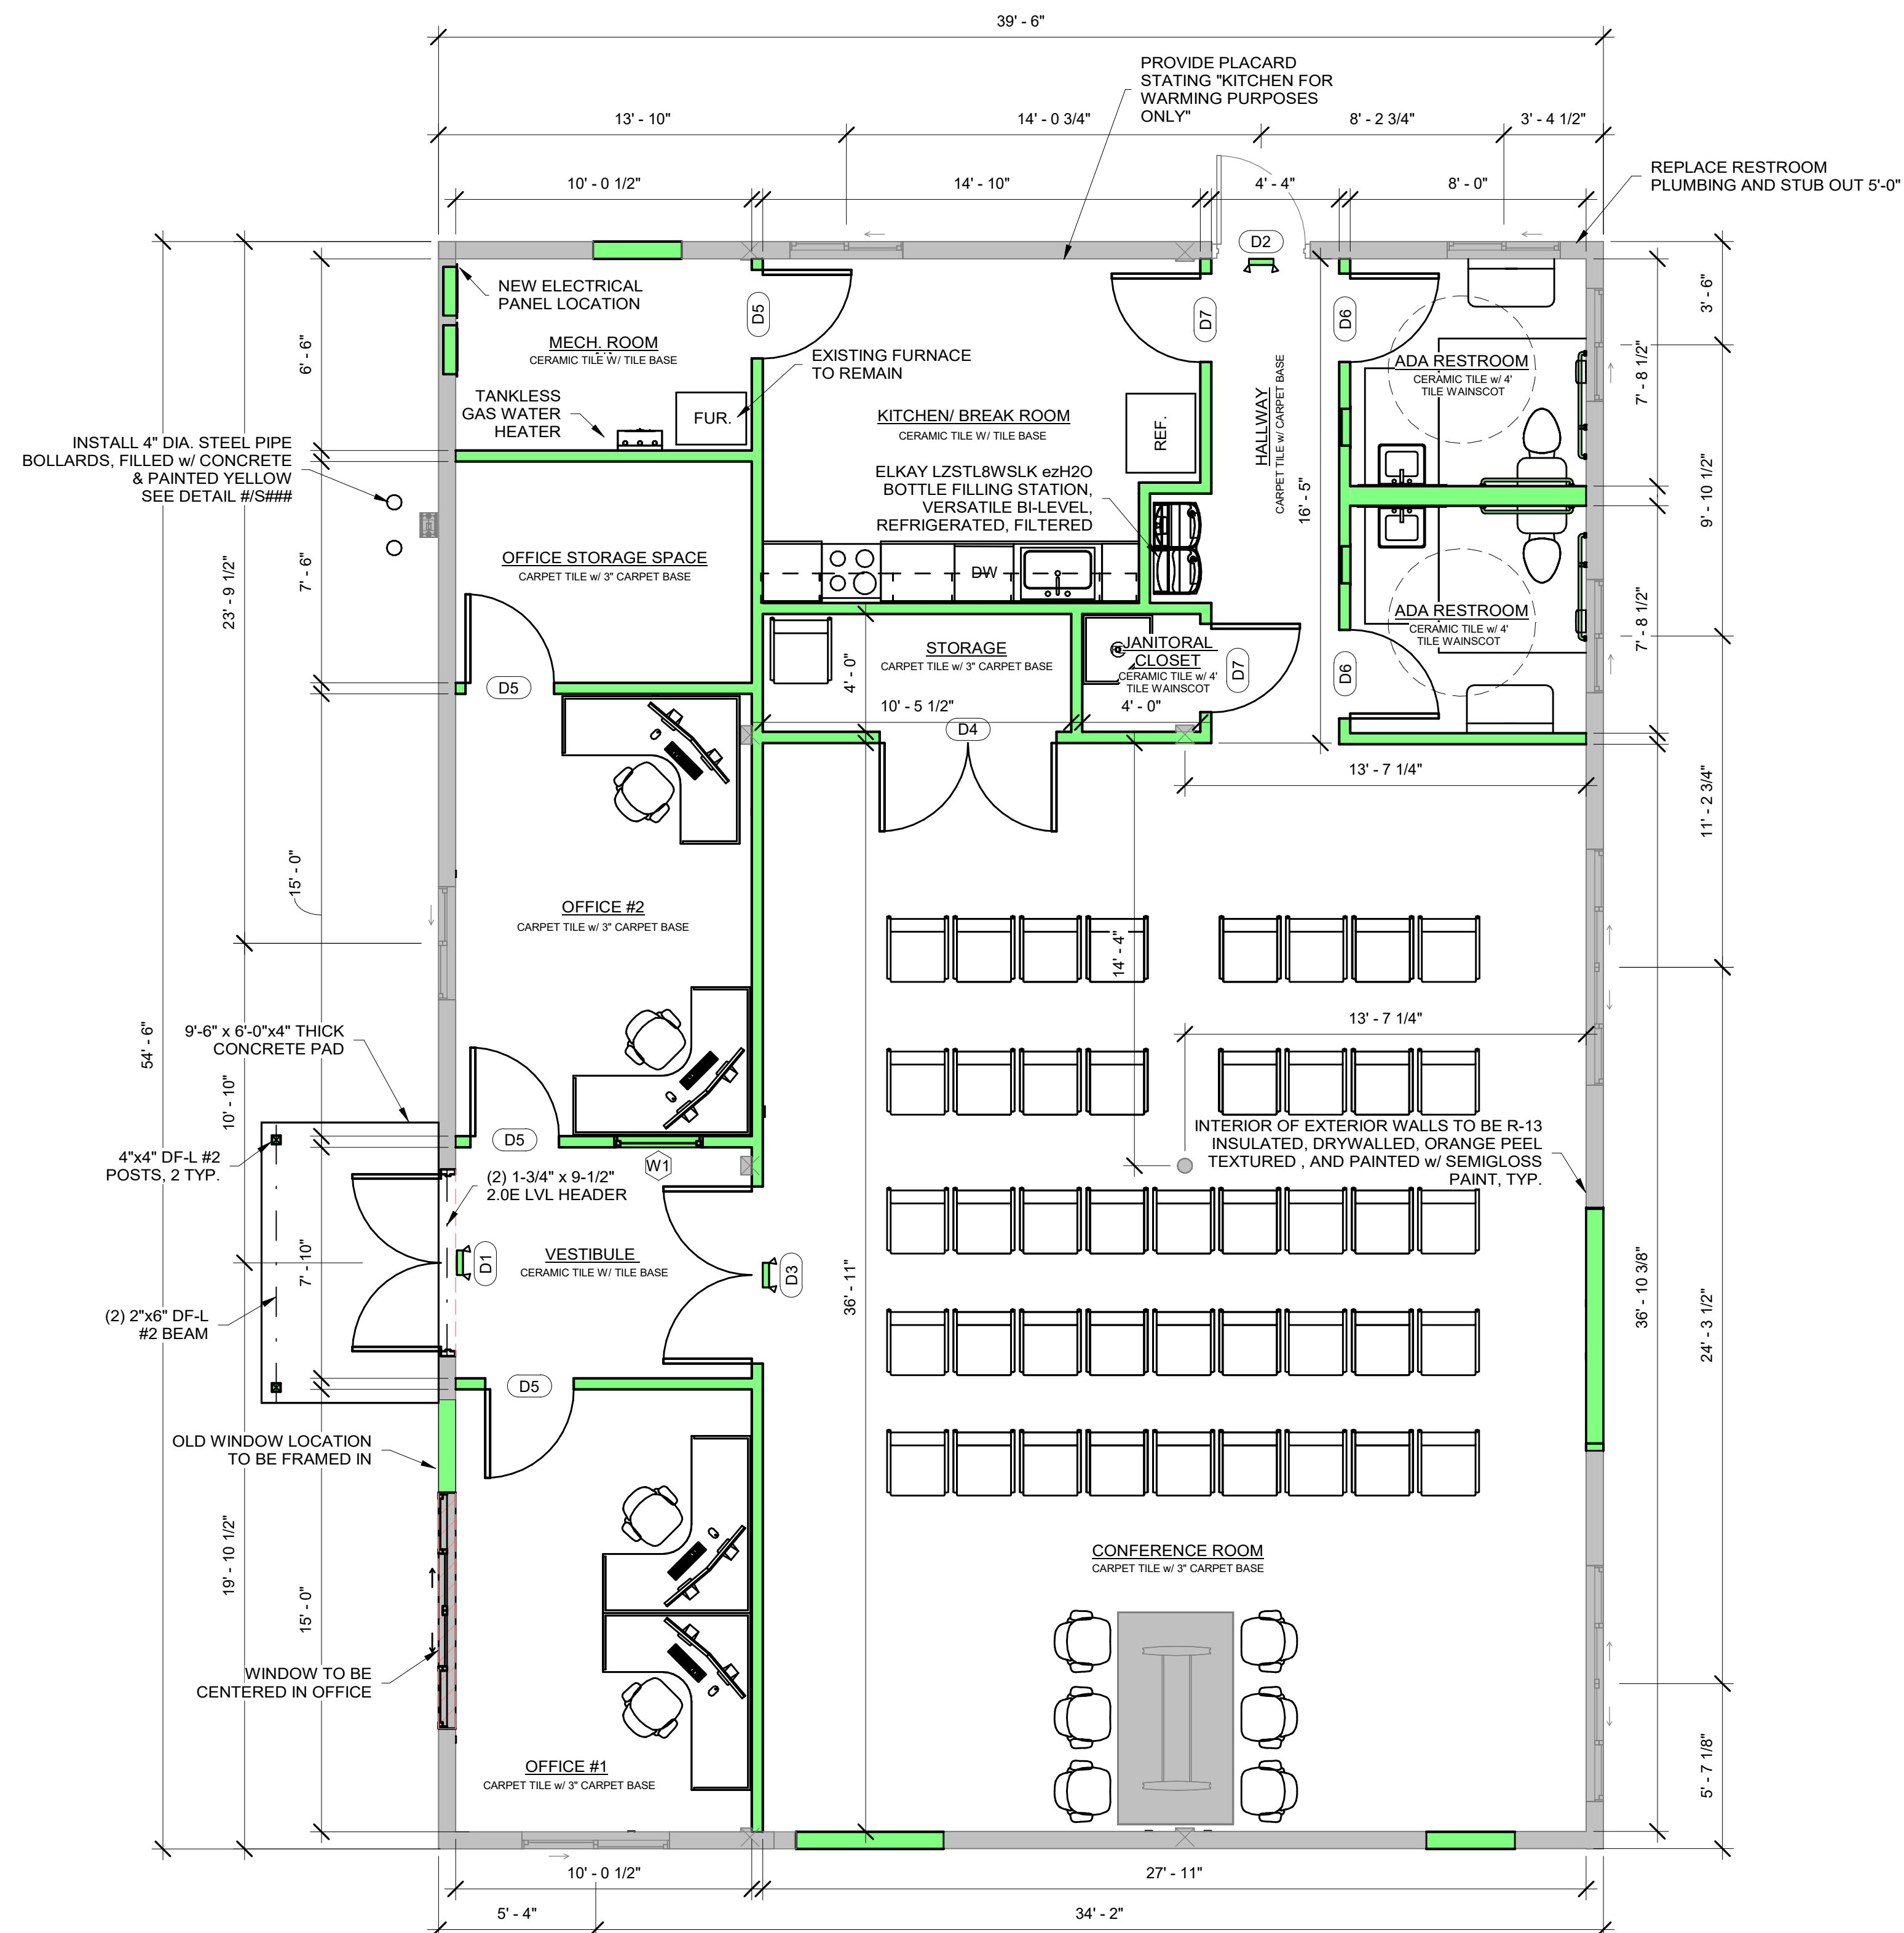 39' - 6"
PROVIDE PLACARD
STATING "KITCHEN FOR
WARMING PURPOSES
ONLY"
13' - 10"
14' - 0 3/4"
8' - 2 3/4"
3' - 4 1/2"
REPLACE RESTROOM
PLUMBING AND STUB OUT 5'-0"
10' - 0 1/2"
14' - 10"
4' - 4"
8' - 0"
D2
NEW ELECTRICAL
PANEL LOCATION
D5
D7
D6
3' - 6"
MECH. ROOM
CERAMIC TILE W/ TILE BASE
6' - 6"
EXISTING FURNACE
TO REMAIN
TANKLESS
GAS WATER
HEATER
FUR.
KITCHEN/ BREAK ROOM
CERAMIC TILE W/ TILE BASE
REF.
HALLWAY
CARPET TILE w/ CARPET BASE
16' - 5"
ADA RESTROOM
CERAMIC TILE w/ 4'
TILE WAINSCOT
7' - 8 1/2"
INSTALL 4" DIA. STEEL PIPE
BOLLARDS, FILLED w/ CONCRETE
& PAINTED YELLOW
SEE DETAIL #/S###
ELKAY LZSTL8WSLK ezH2O
BOTTLE FILLING STATION,
VERSATILE BI-LEVEL,
REFRIGERATED, FILTERED
9' - 10 1/2"
OFFICE STORAGE SPACE
CARPET TILE w/ 3" CARPET BASE
7' - 6"
23' - 9 1/2"
DW
ADA RESTROOM
CERAMIC TILE w/ 4'
TILE WAINSCOT
7' - 8 1/2"
STORAGE
CARPET TILE w/ 3" CARPET BASE
4' - 0"
JANITORAL
CLOSET
CERAMIC TILE w/ 4'
TILE WAINSCOT
D7
D6
D5
10' - 5 1/2"
4' - 0"
D4
13' - 7 1/4"
11' - 2 3/4"
15' - 0"
OFFICE #2
CARPET TILE w/ 3" CARPET BASE
14' - 4"
13' - 7 1/4"
54' - 6"
9'-6" x 6'-0"x4" THICK
CONCRETE PAD
10' - 10"
INTERIOR OF EXTERIOR WALLS TO BE R-13
INSULATED, DRYWALLED, ORANGE PEEL
TEXTURED , AND PAINTED w/ SEMIGLOSS
PAINT, TYP.
D5
W1
4"x4" DF-L #2
POSTS, 2 TYP.
(2) 1-3/4" x 9-1/2"
2.0E LVL HEADER
D1
VESTIBULE
CERAMIC TILE W/ TILE BASE
D3
7' - 10"
36' - 11"
36' - 10 3/8"
24' - 3 1/2"
(2) 2"x6" DF-L
#2 BEAM
D5
OLD WINDOW LOCATION
TO BE FRAMED IN
19' - 10 1/2"
15' - 0"
CONFERENCE ROOM
CARPET TILE w/ 3" CARPET BASE
WINDOW TO BE
CENTERED IN OFFICE
OFFICE #1
CARPET TILE w/ 3" CARPET BASE
5' - 7 1/8"
10' - 0 1/2"
27' - 11"
5' - 4"
34' - 2"